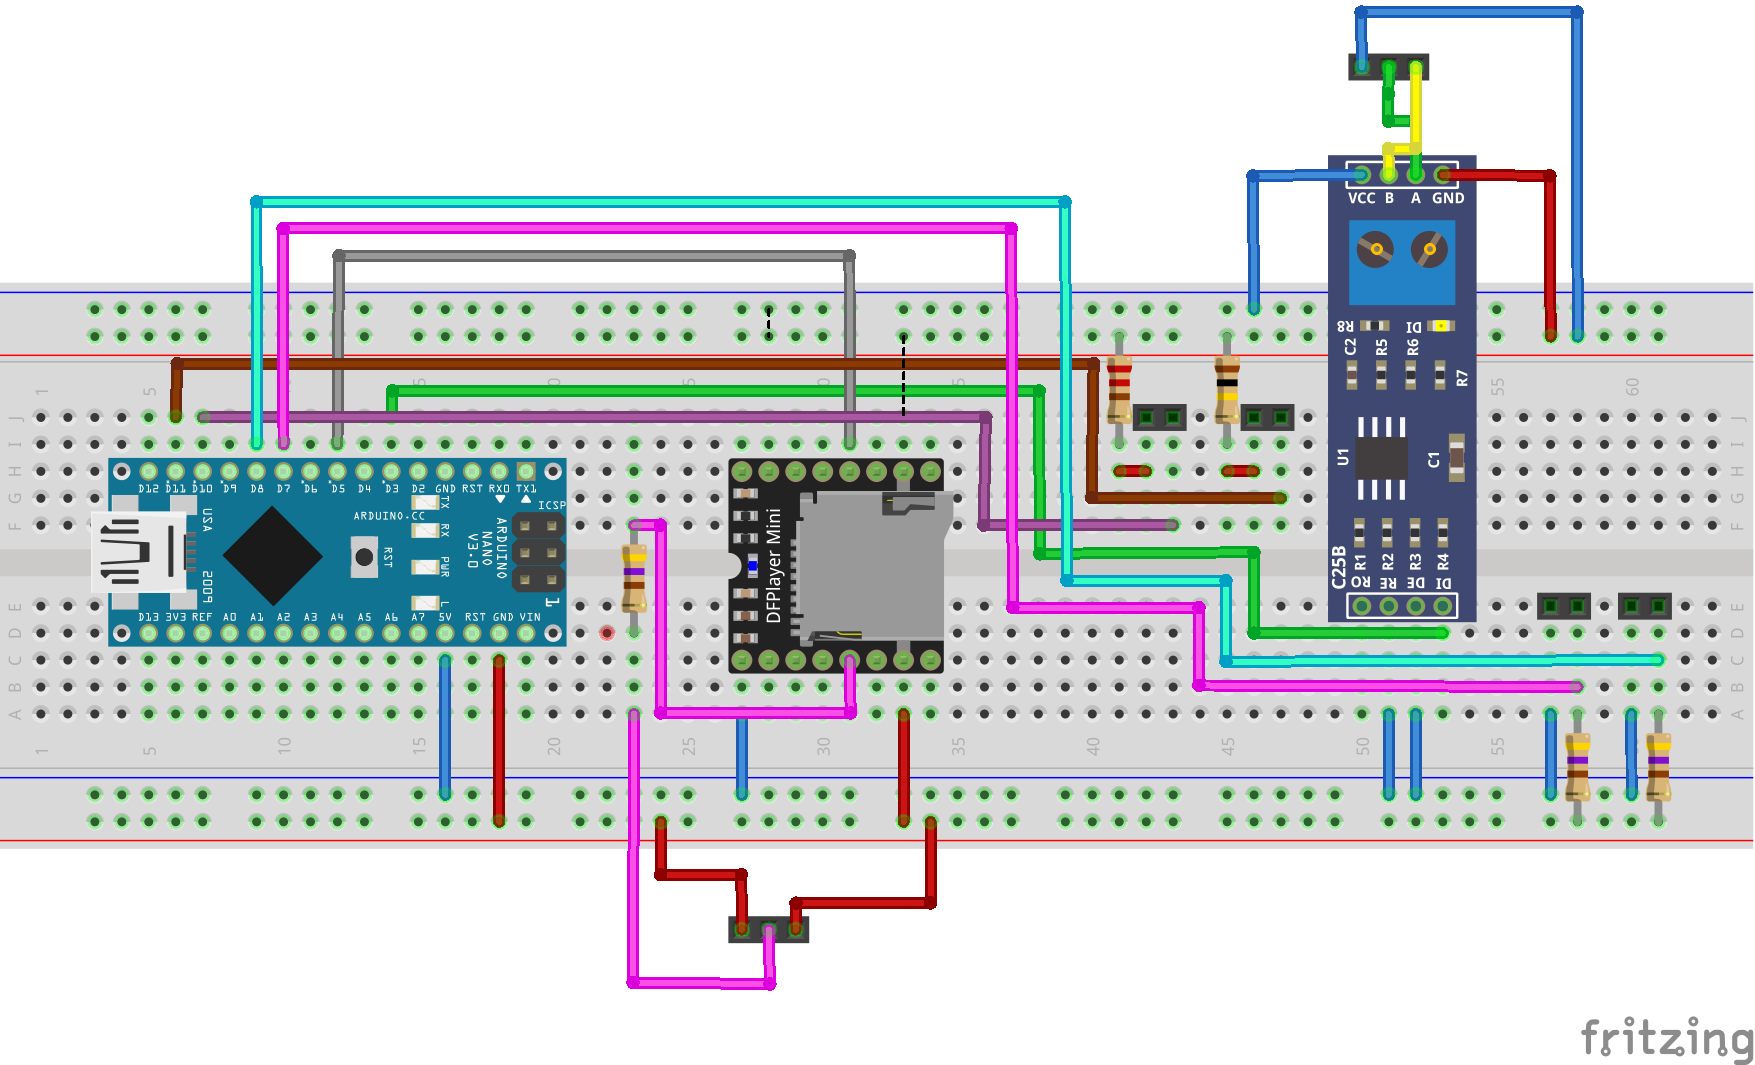 VCC B A GND
R8 DI
C2 R5 R6 R7
1 5 55 60
J J
I I
H H
G G
F F
D12 D11 D10 D9 D8 D7 D6 D5 D4 D3 D2 GND RST RX0 TX1
ICSP
TX
ARDUINO.CC
RX
RST
PWR
L
ARDUINO
NANO
V3.0
USA
1
DFPlayer Mini
U1 C1
C25B
R1 R2 R3 R4
RO RE DE DI
D13 3V3 REF A0 A1 A2 A3 A4 A5 A6 A7 5V RST GND VIN
E E
D D
C C
B B
A A
1 5 10 15 20 25 30 35 40 45 50 55 60
fritzing